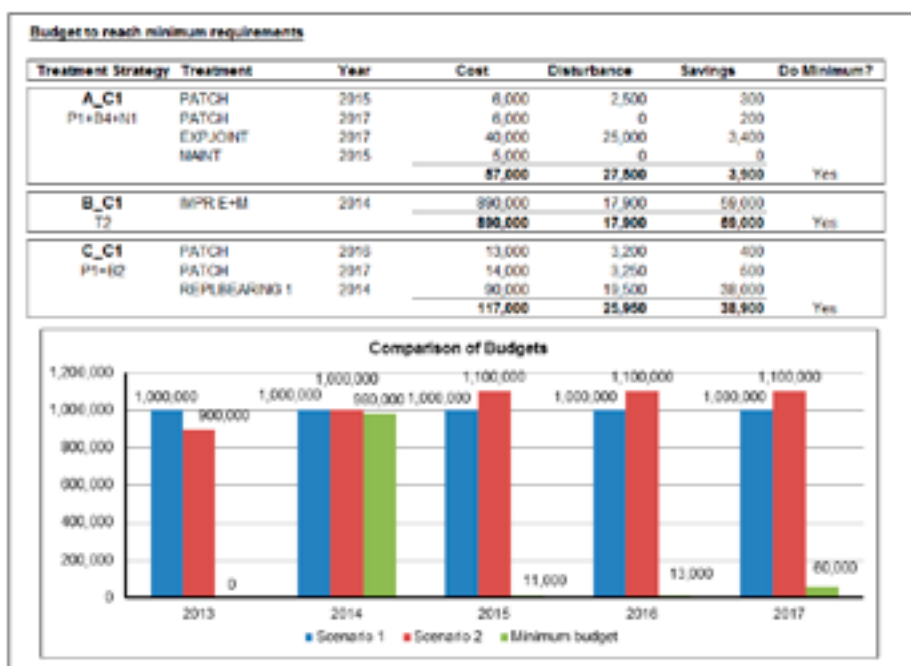 Budget to reach minimum requirements
Treatment Strategy Treatment Year Cost Disturbance Savings Do Minimum?
A_C1 PATCH 2015 6,000 2,500 300
P1+B4+N1 PATCH 2017 6,000 0 200
EXPJOINT 2017 40,000 25,000 3,400
MAINT 2015 5,000 0 0
57,000 27,500 3,900 Yes
B_C1 IMPR E+M 2014 890,000 17,900 59,000
T2 890,000 17,900 59,000 Yes
C_C1 PATCH 2016 13,000 3,200 400
P1+B2 PATCH 2017 14,000 3,250 500
REPLBEARING 1 2014 90,000 19,500 38,000
117,000 25,950 38,900 Yes
Comparison of Budgets
1,200,000
1,000,000
800,000
600,000
400,000
200,000
0
1,000,000 900,000 0
1,000,000 1,000,000 980,000
1,000,000 1,100,000 11,000
1,000,000 1,100,000 13,000
1,000,000 1,100,000 60,000
2013 2014 2015 2016 2017
Scenario 1 Scenario 2 Minimum budget